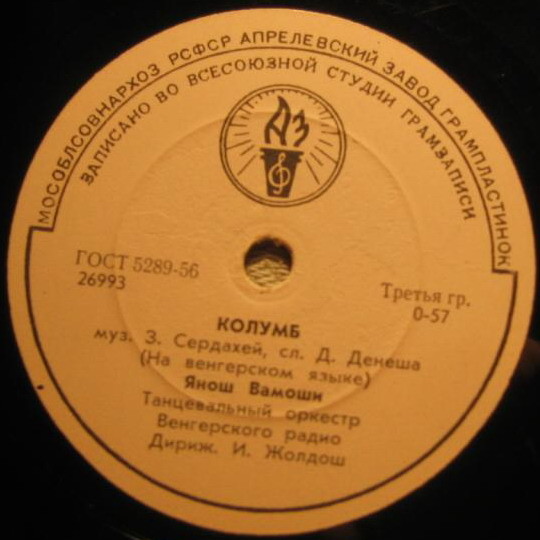 МОСОБЛСОВНАРХОЗ РСФСР АПРЕЛЕВСКИЙ ЗАВОД ГРАМПЛАСТИНОК
ЗАПИСАНО ВО ВСЕСОЮЗНОЙ СТУДИИ ГРАМЗАПИСИ
АЗ
ГОСТ 5289-56
26993
Третья гр.
0-57
КОЛУМБ
муз. З. Сердахей, сл. Д. Денеша
(На венгерском языке)
Янош Вамоши
Танцевальный оркестр
Венгерского радио
Дириж. И. Жолдош